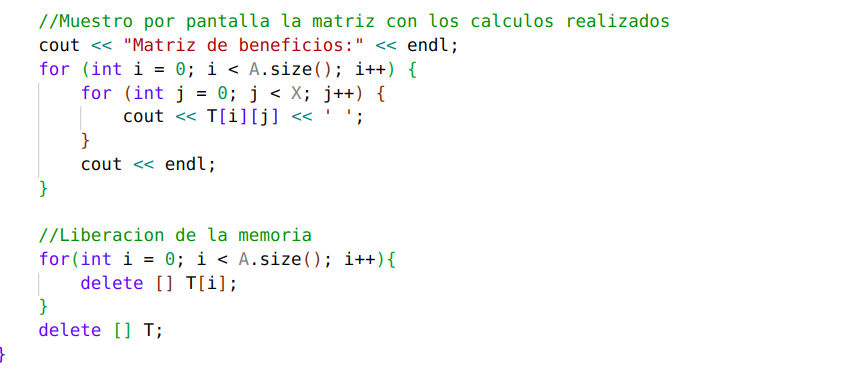 //Muestro por pantalla la matriz con los calculos realizados
cout << "Matriz de beneficios:" << endl;
for (int i = 0; i < A.size(); i++) {
for (int j = 0; j < X; j++) {
cout << T[i][j] << ' ';
}
cout << endl;
}
//Liberacion de la memoria
for(int i = 0; i < A.size(); i++){
delete [] T[i];
}
delete [] T;
}